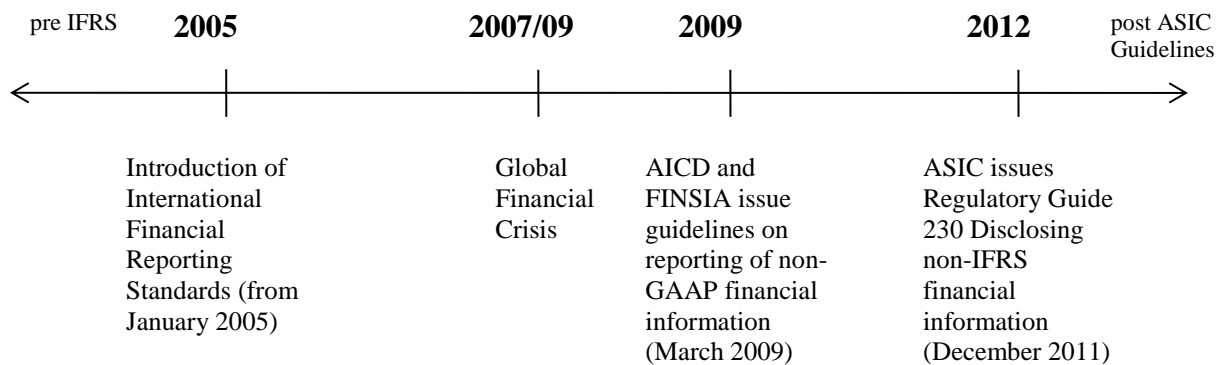 pre IFRS
2005
2007/09
2009
2012
post ASIC
Guidelines
Introduction of
International
Financial
Reporting
Standards (from
January 2005)
Global
Financial
Crisis
AICD and
FINSIA issue
guidelines on
reporting of non-
GAAP financial
information
(March 2009)
ASIC issues
Regulatory Guide
230 Disclosing
non-IFRS
financial
information
(December 2011)